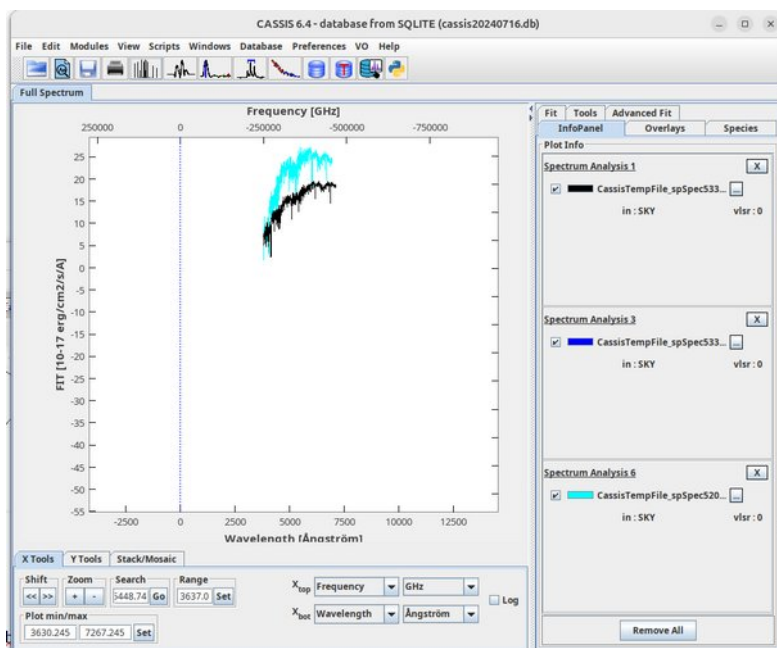 CASSIS 6.4 - database from SQLITE (cassis20240716.db)
File Edit Modules View Scripts Windows Database Preferences VO Help
Full Spectrum
Frequency [GHz]
250000 0 -250000 -500000 -750000
25
20
15
10
5
0
-5
-10
-15
-20
-25
-30
-35
-40
-45
-50
-55
FIT [10-17 erg/cm2/s/A]
-2500 0 2500 5000 7500 10000 12500
Wavelength [Ångström]
Fit Tools Advanced Fit
InfoPanel Overlays Species
Plot Info
Spectrum Analysis 1 X
CassisTempFile_spSpec533... ...
in : SKY vlsr : 0
Spectrum Analysis 3 X
CassisTempFile_spSpec533... ...
in : SKY vlsr : 0
Spectrum Analysis 6 X
CassisTempFile_spSpec520... ...
in : SKY vlsr : 0
Remove All
X Tools Y Tools Stack/Mosaic
Shift Zoom Search Range
<< >> + - 5448.74 Go 3637.0 Set
Plot min/max
3630.245 7267.245 Set
Xtop Frequency GHz
Xbot Wavelength Ångström
Log